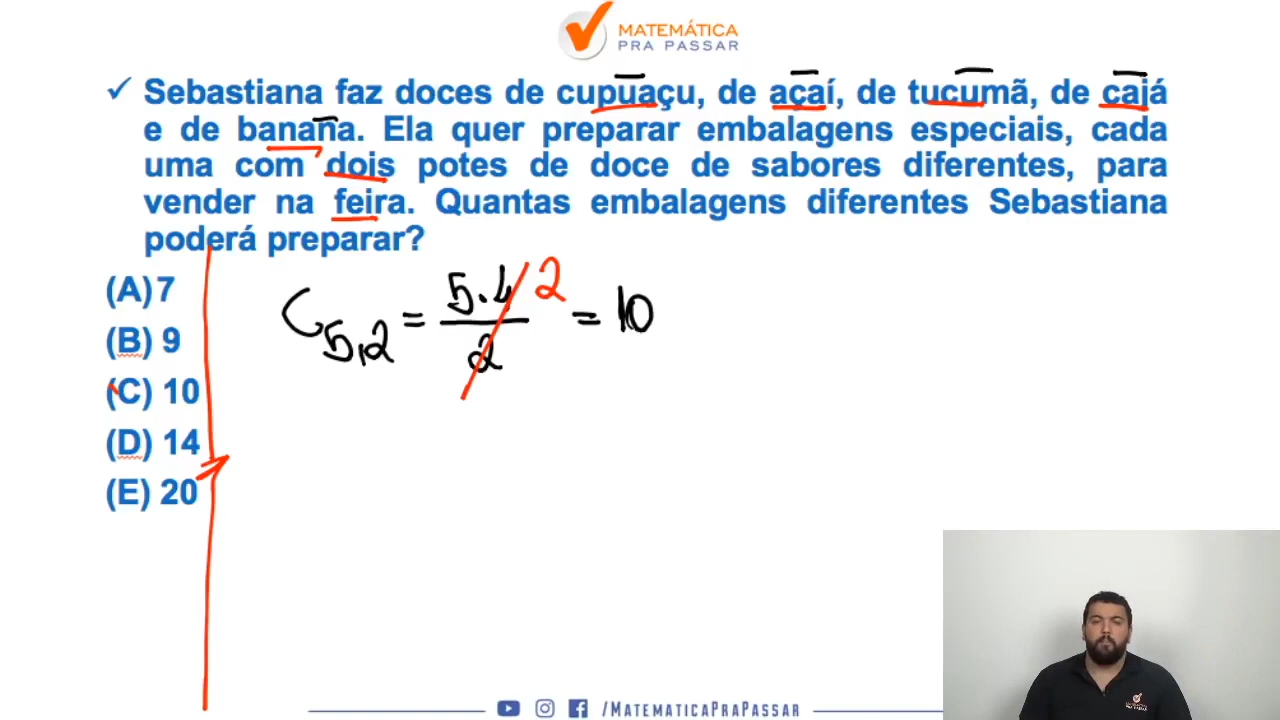 MATEMÁTICA
PRA PASSAR
Sebastiana faz doces de cupuaçu, de açaí, de tucumã, de cajá
e de banana. Ela quer preparar embalagens especiais, cada
uma com dois potes de doce de sabores diferentes, para
vender na feira. Quantas embalagens diferentes Sebastiana
poderá preparar?
(A) 7
(B) 9
(C) 10
(D) 14
(E) 20
C5,2 = 5.4/2 2 = 10
/MatematicaPraPassar